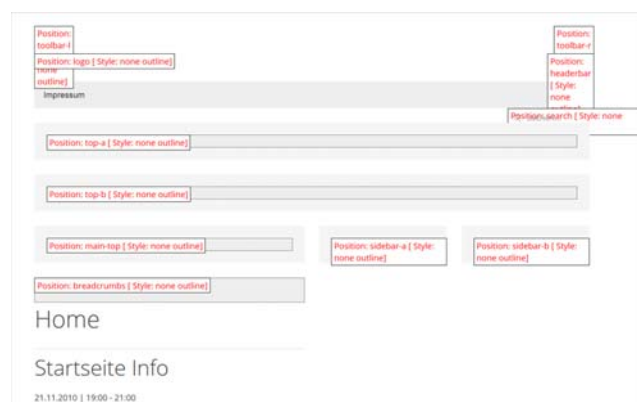 Position:
toolbar-l
Position:
toolbar-r
Position: logo [ Style: none outline]
none
outline]
Position:
headerbar
[ Style:
none
Impressum
Position: search [ Style: none
Position: top-a [ Style: none outline]
Position: top-b [ Style: none outline]
Position: main-top [ Style: none outline]
Position: sidebar-a [ Style:
none outline]
Position: sidebar-b [ Style:
none outline]
Position: breadcrumbs [ Style: none outline]
Home
Startseite Info
21.11.2010 | 19:00 - 21:00